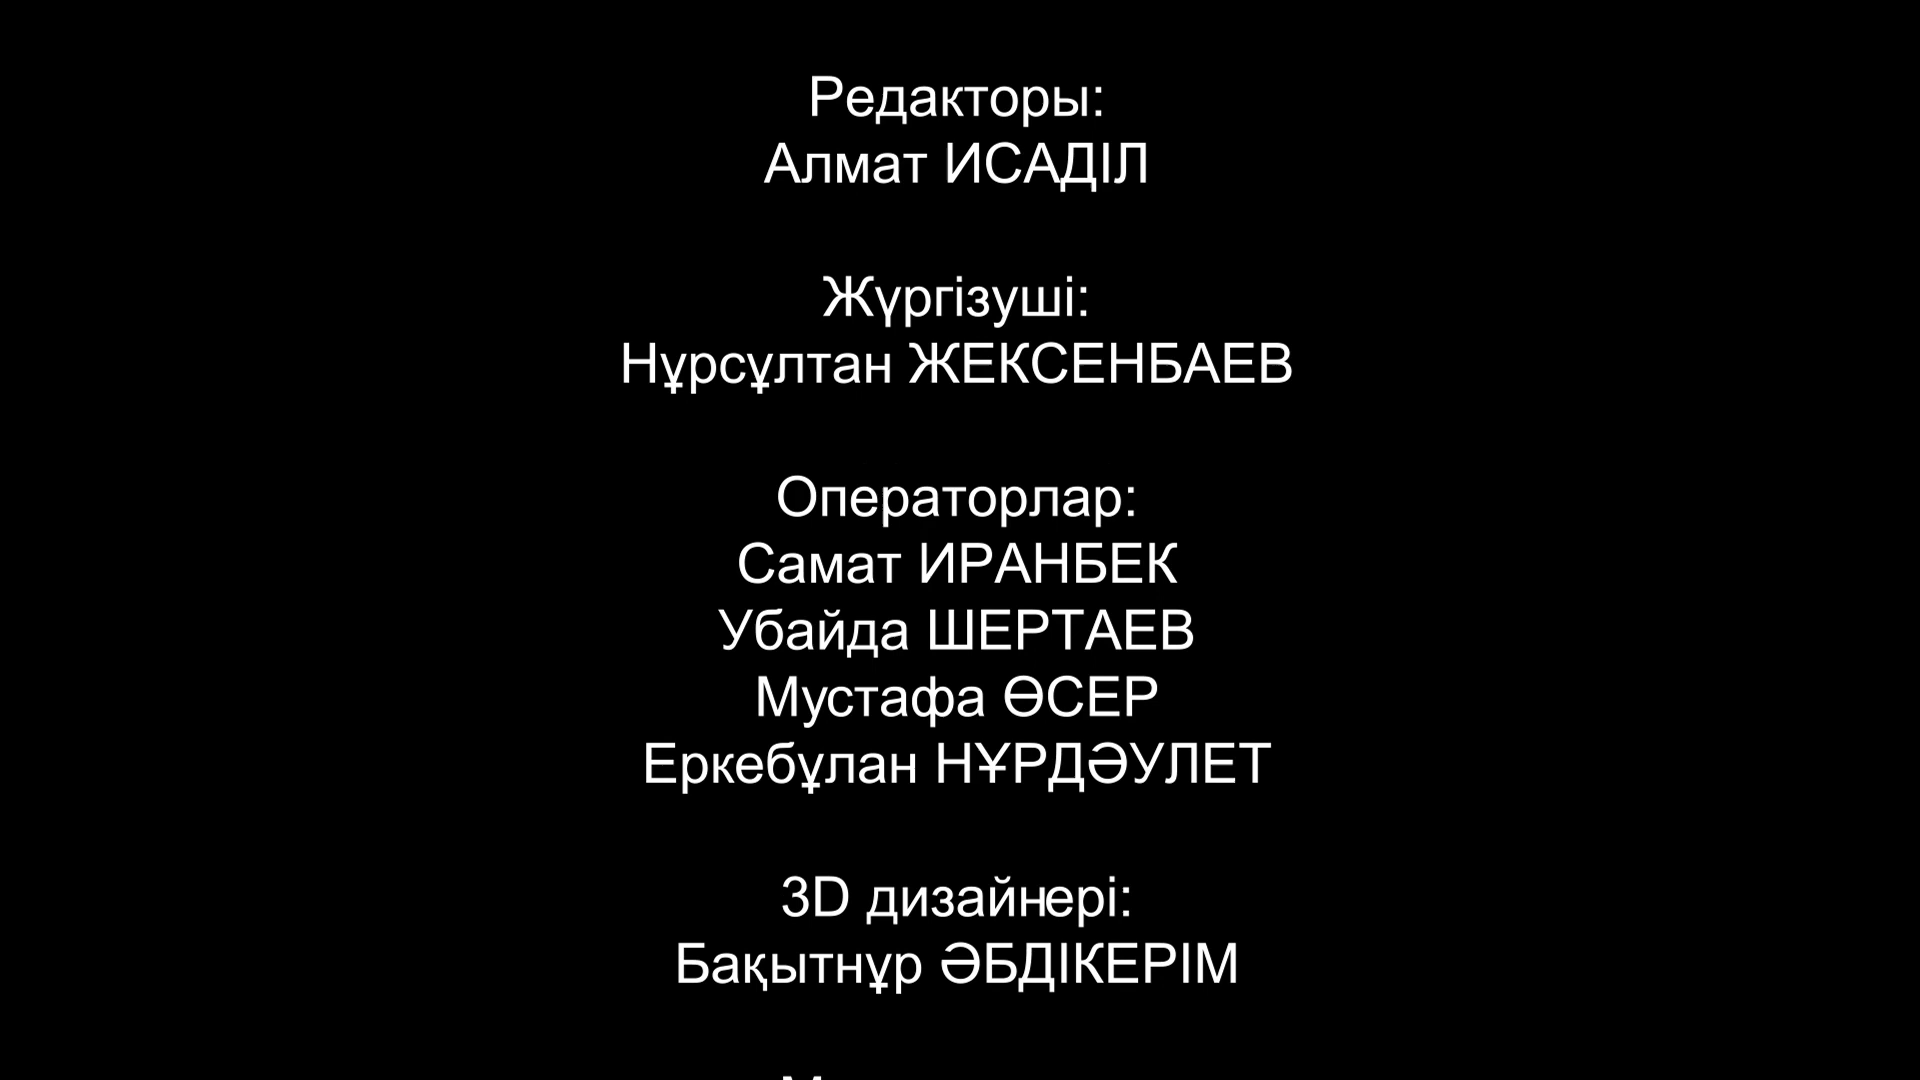 Редакторы:
Алмат ИСАДІЛ
Жүргізуші:
Нұрсұлтан ЖЕКСЕНБАЕВ
Операторлар:
Самат ИРАНБЕК
Убайда ШЕРТАЕВ
Мустафа ӨСЕР
Еркебұлан НҰРДӘУЛЕТ
3D дизайнері:
Бақытнұр ӘБДІКЕРІМ